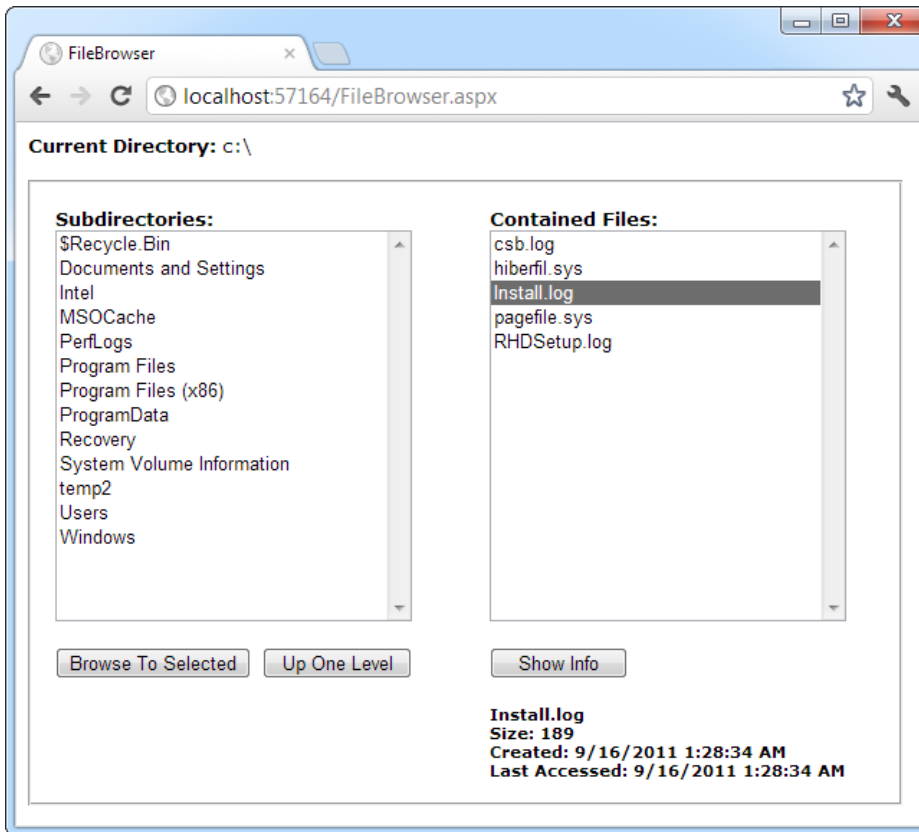 FileBrowser
localhost:57164/FileBrowser.aspx
Current Directory: c:\
Subdirectories:
$Recycle.Bin
Documents and Settings
Intel
MSOCache
PerfLogs
Program Files
Program Files (x86)
ProgramData
Recovery
System Volume Information
temp2
Users
Windows
Browse To Selected
Up One Level
Contained Files:
csb.log
hiberfil.sys
Install.log
pagefile.sys
RHDSetup.log
Show Info
Install.log
Size: 189
Created: 9/16/2011 1:28:34 AM
Last Accessed: 9/16/2011 1:28:34 AM